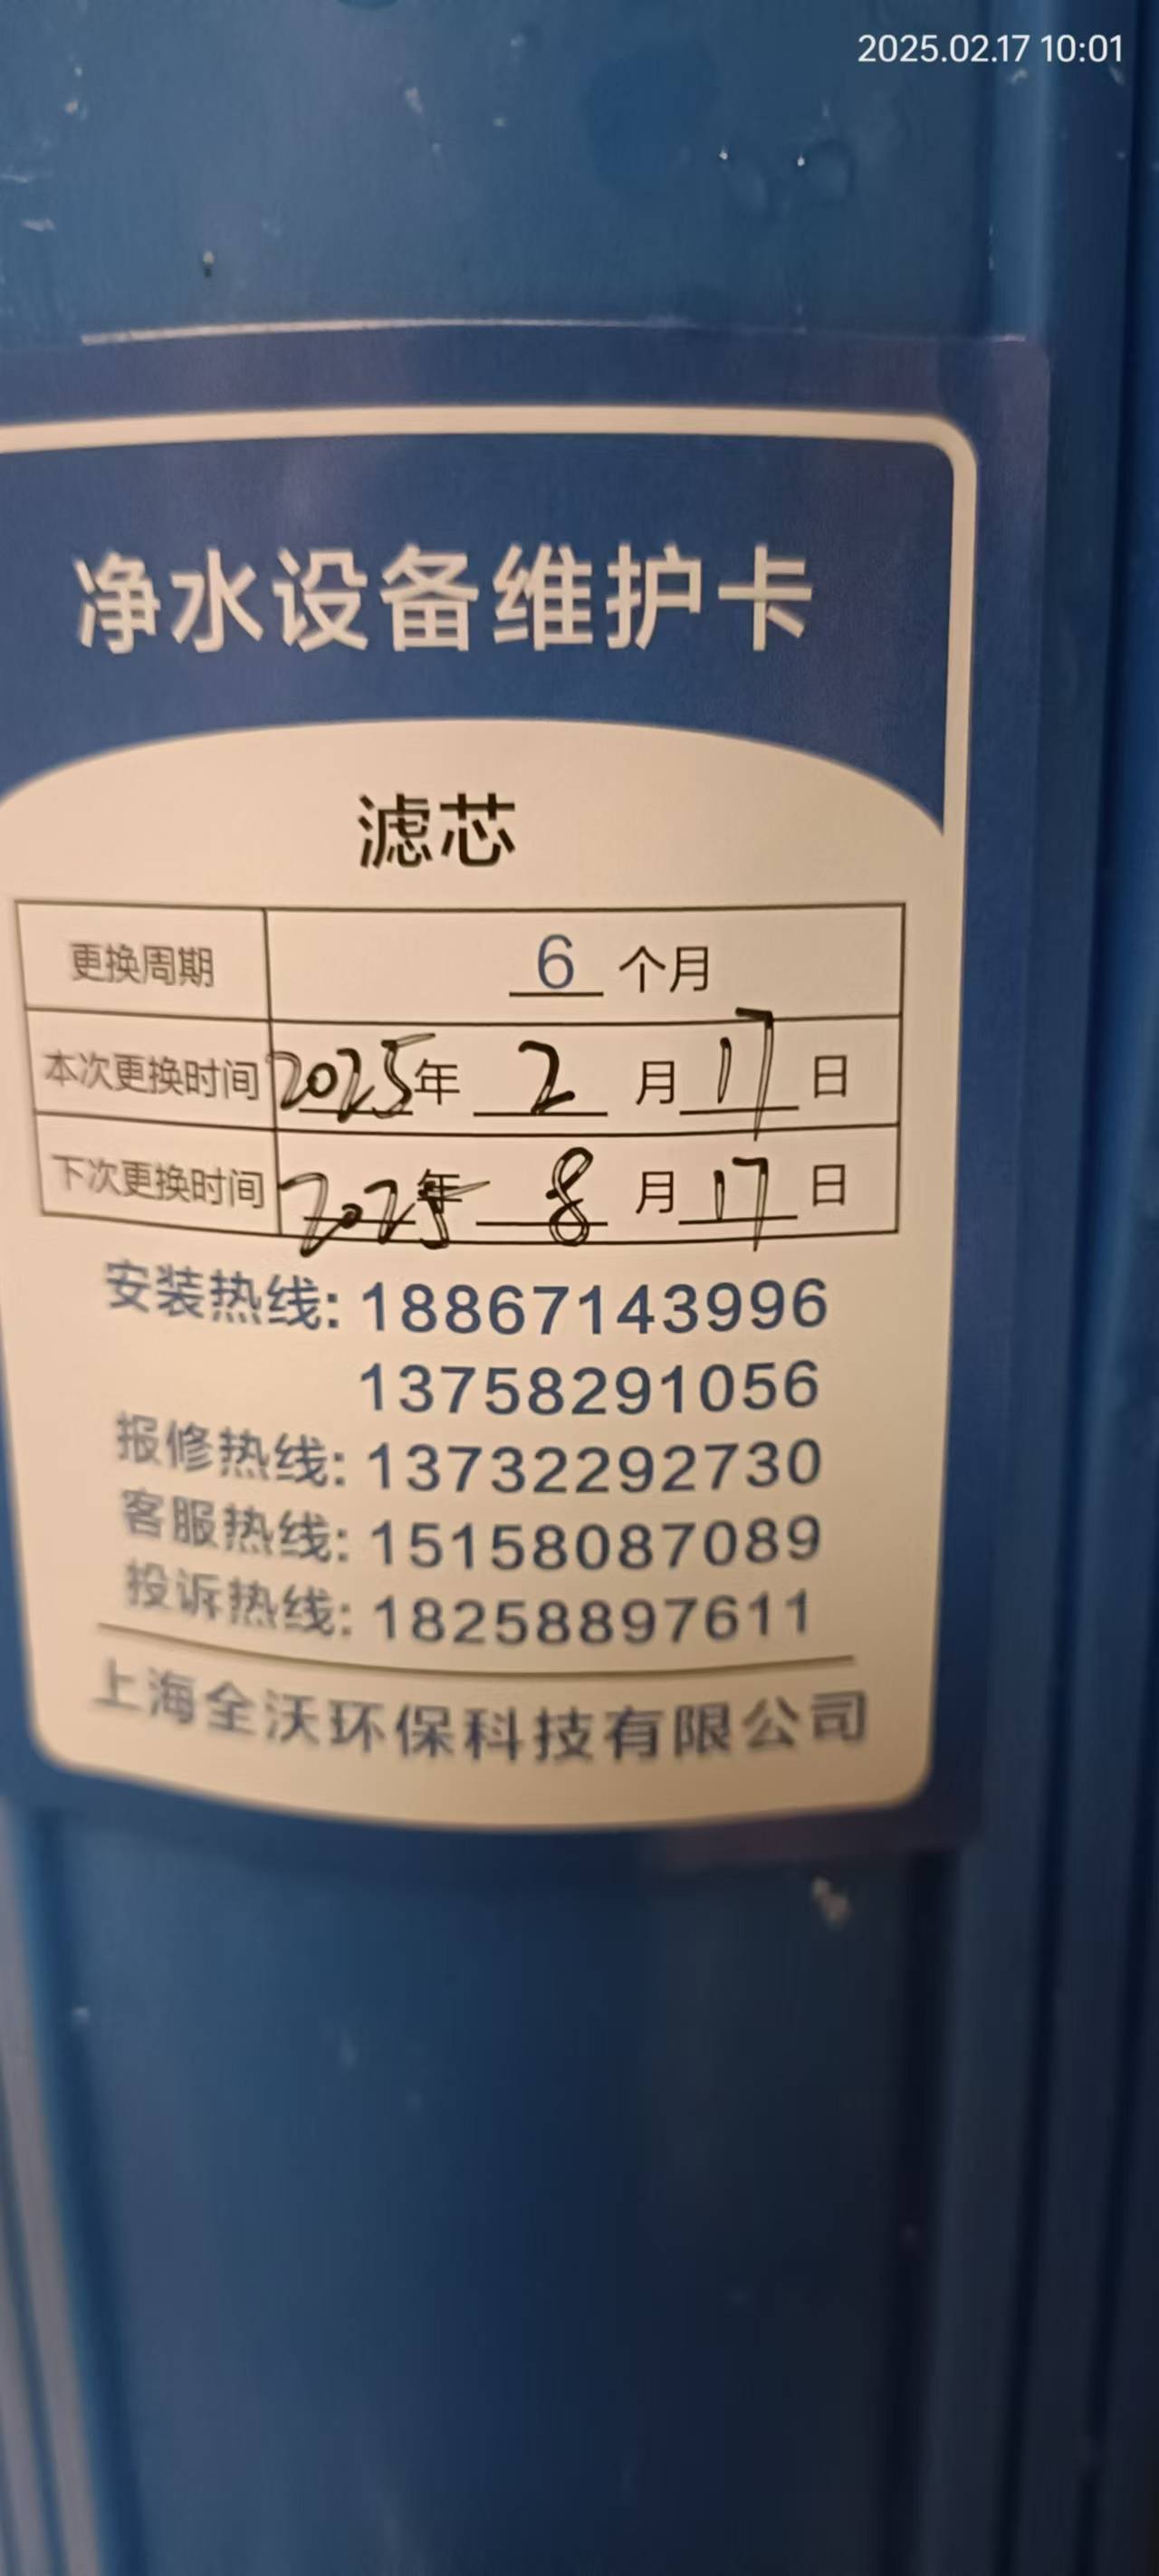 2025.02.17 10:01
净水设备维护卡
滤芯
更换周期 6 个月
本次更换时间 2025年 2 月 17 日
下次更换时间 2025年 8 月 17 日
安装热线: 18867143996
13758291056
报修热线: 13732292730
客服热线: 15158087089
投诉热线: 18258897611
上海全沃环保科技有限公司